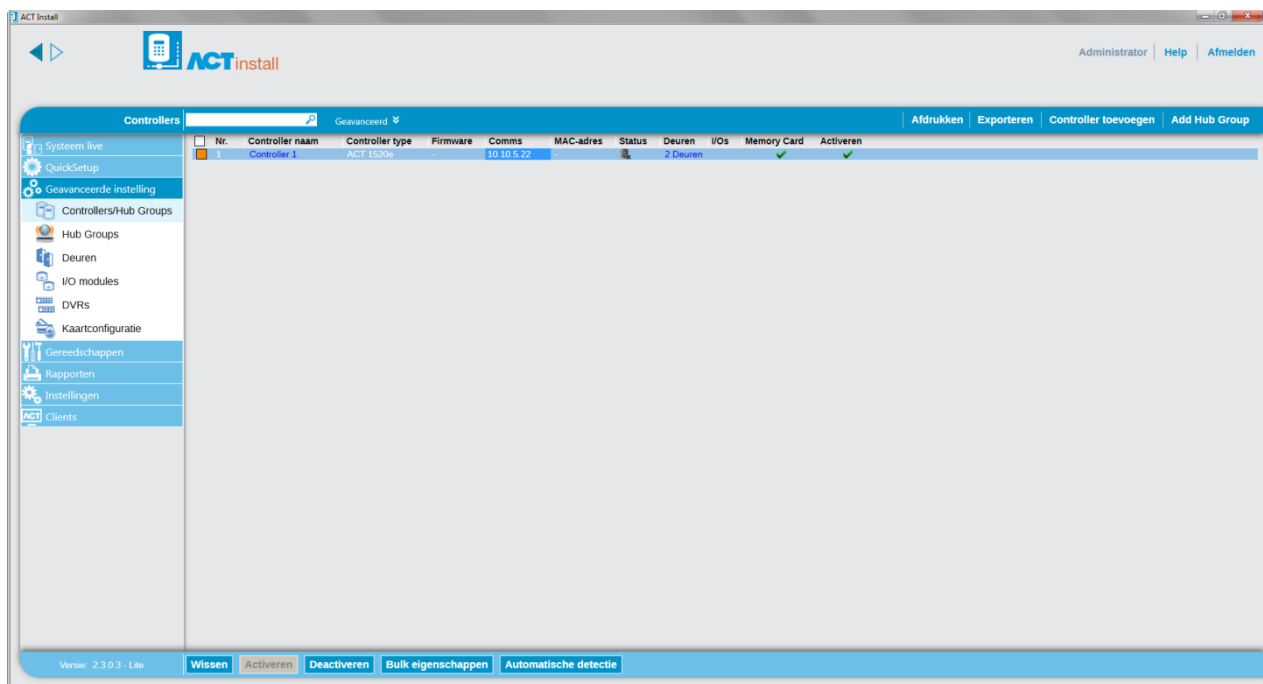 ACT Install
ACTinstall
Administrator Help Afmelden
Controllers Geavanceerd Afdrukken Exporteren Controller toevoegen Add Hub Group
Systeem live
QuickSetup
Geavanceerde instelling
Controllers/Hub Groups
Hub Groups
Deuren
I/O modules
DVRs
Kaartconfiguratie
Gereedschappen
Rapporten
Instellingen
ACT Clients
Nr. Controller naam Controller type Firmware Comms MAC-adres Status Deuren I/Os Memory Card Activeren
1 Controller 1 ACT 1520e - 10.10.5.22 - 2 Deuren
Versie: 2.3.0.3 - Lite Wissen Activeren Deactiveren Bulk eigenschappen Automatische detectie